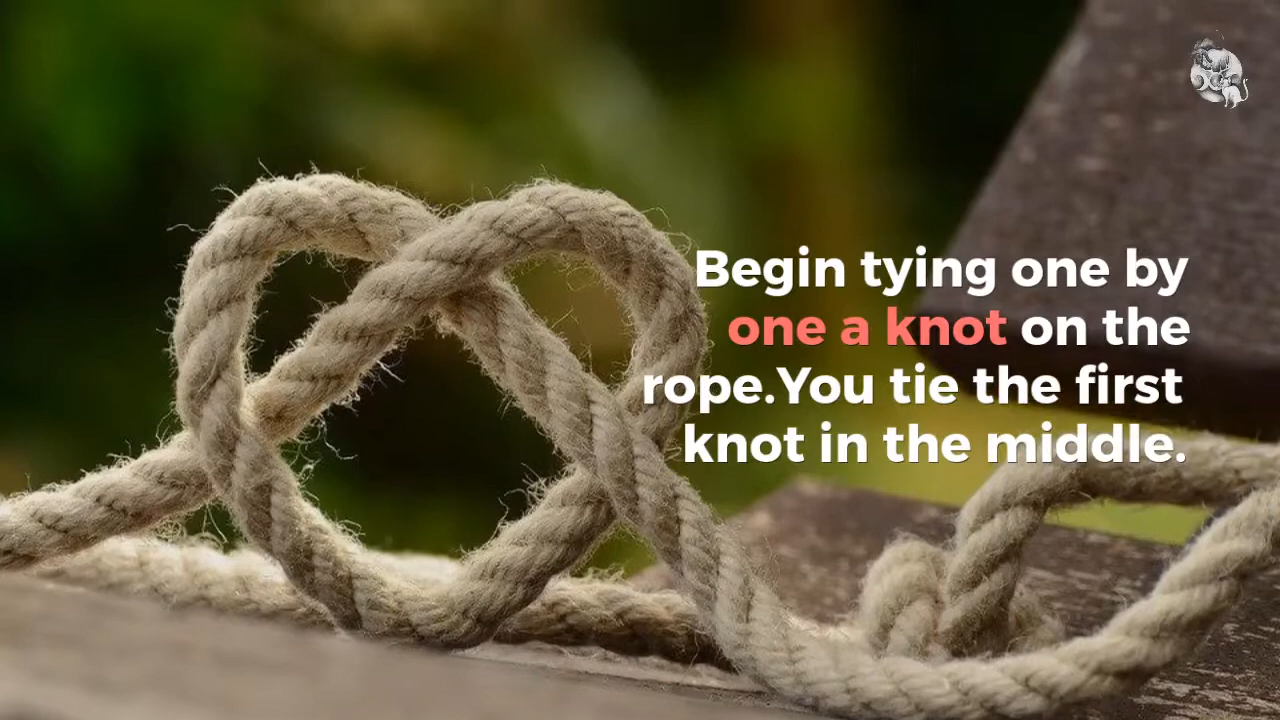 Begin tying one by
one a knot on the
rope.You tie the first
knot in the middle.